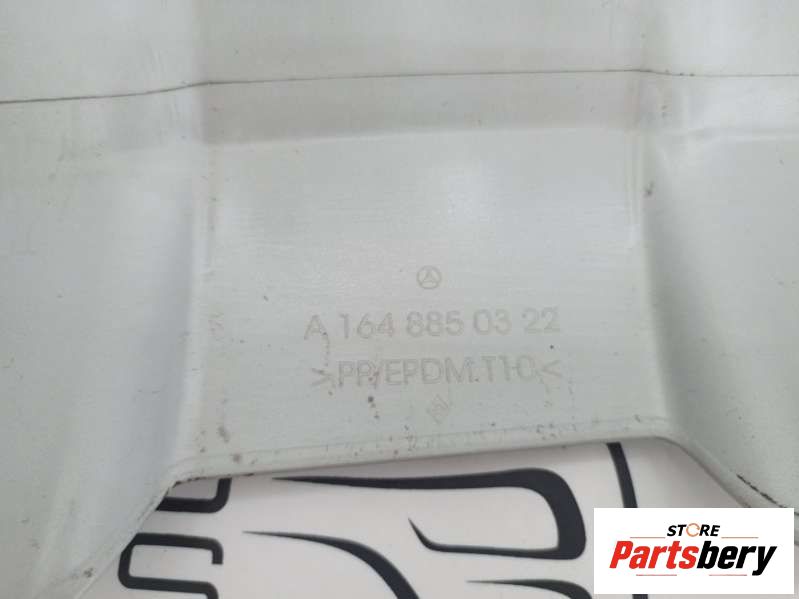 A 164 885 03 22
>PP/EPDM.T10<
STORE
Partsbery